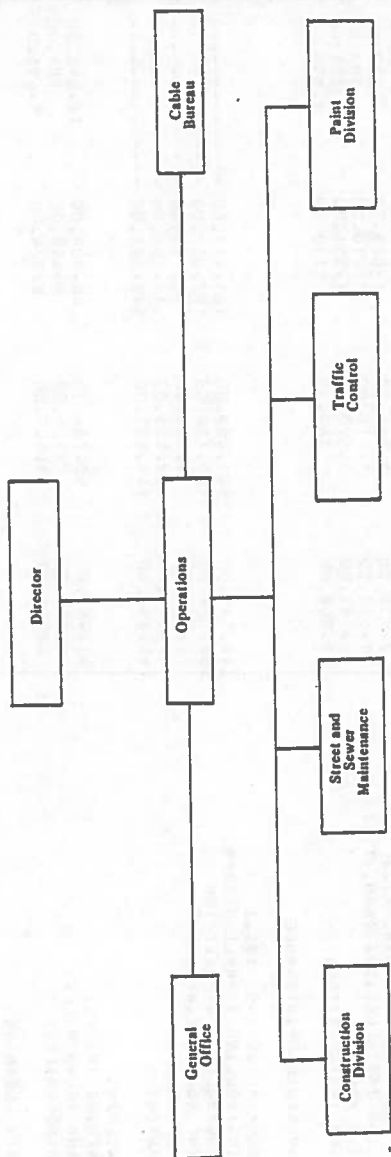 Director
General
Office
Operations
Cable
Bureau
Construction
Division
Street and
Sewer
Maintenance
Traffic
Control
Paint
Division